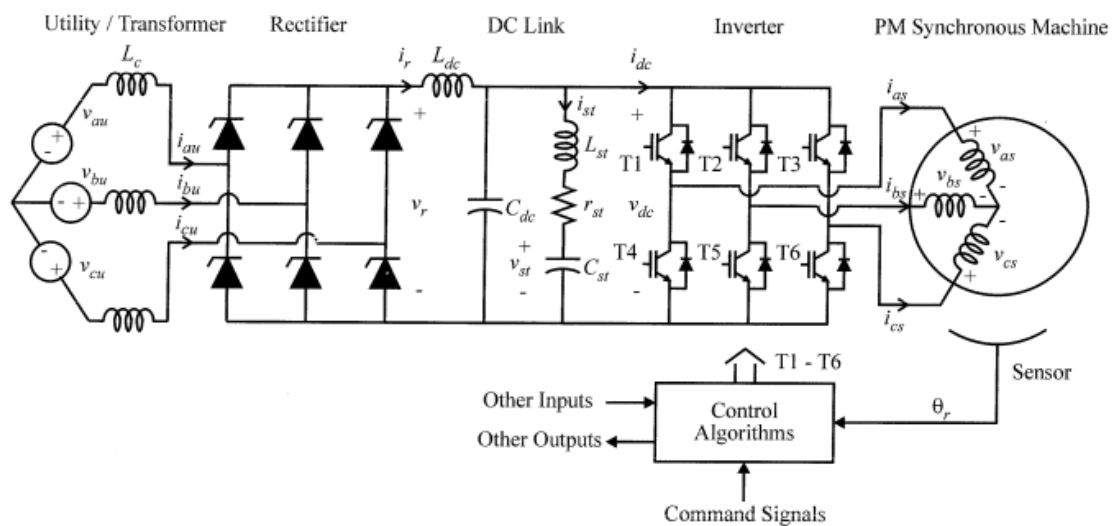 Utility / Transformer Rectifier DC Link Inverter PM Synchronous Machine
L_c
i_r L_dc
i_dc
i_as
v_au
i_st
i_au
L_st
T1 T2 T3
v_as
i_bu
v_bs
i_bs
v_r
C_dc
r_st
v_dc
i_cu
v_cu
v_st
C_st
T4 T5 T6
v_cs
i_cs
T1 - T6
Sensor
Other Inputs
Control
Algorithms
θ_r
Other Outputs
Command Signals